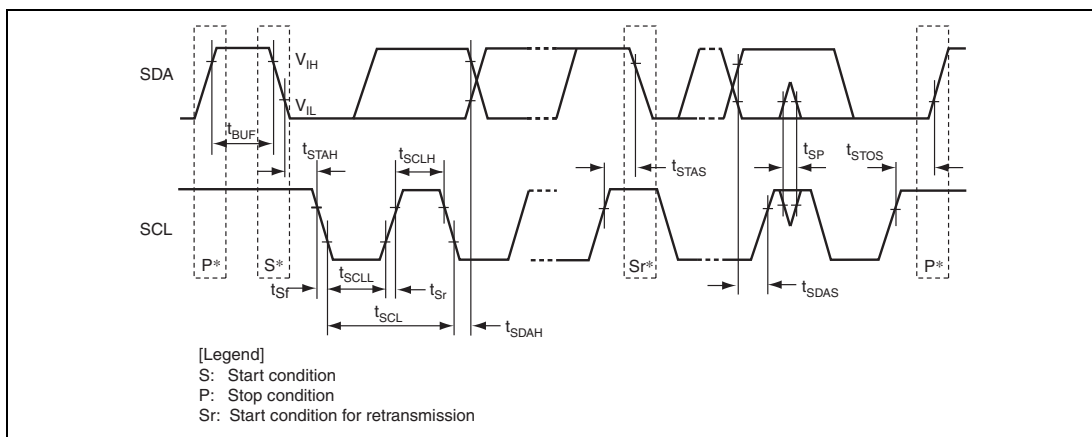 SDA
V_IH
V_IL
t_BUF
t_STAH
t_SCLH
t_STAS
t_SP
t_STOS
SCL
P*
S*
Sr*
P*
t_Sf
t_SCLL
t_Sr
t_SCL
t_SDAH
t_SDAS
[Legend]
S: Start condition
P: Stop condition
Sr: Start condition for retransmission